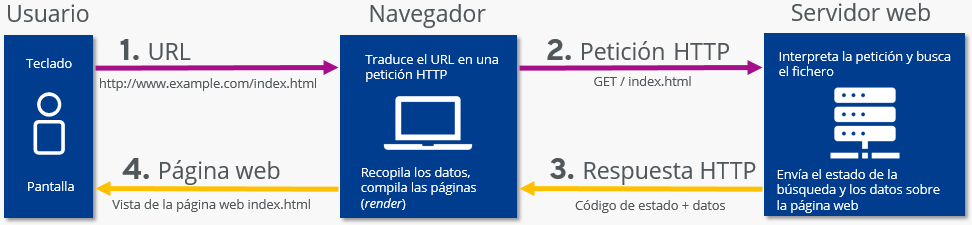 Usuario
Navegador
Servidor web
Teclado
Pantalla
1. URL
http://www.example.com/index.html
4. Página web
Vista de la página web index.html
Traduce el URL en una
petición HTTP
Recopila los datos,
compila las páginas
(render)
2. Petición HTTP
GET / index.html
3. Respuesta HTTP
Código de estado + datos
Interpreta la petición y busca
el fichero
Envía el estado de la
búsqueda y los datos sobre
la página web